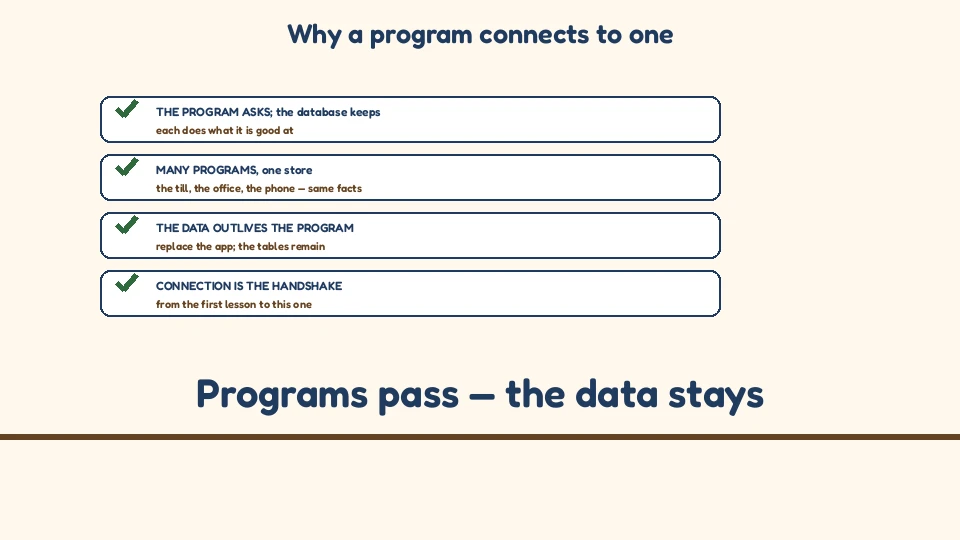 Why a program connects to one
THE PROGRAM ASKS; the database keeps
each does what it is good at
MANY PROGRAMS, one store
the till, the office, the phone — same facts
THE DATA OUTLIVES THE PROGRAM
replace the app; the tables remain
CONNECTION IS THE HANDSHAKE
from the first lesson to this one
Programs pass — the data stays